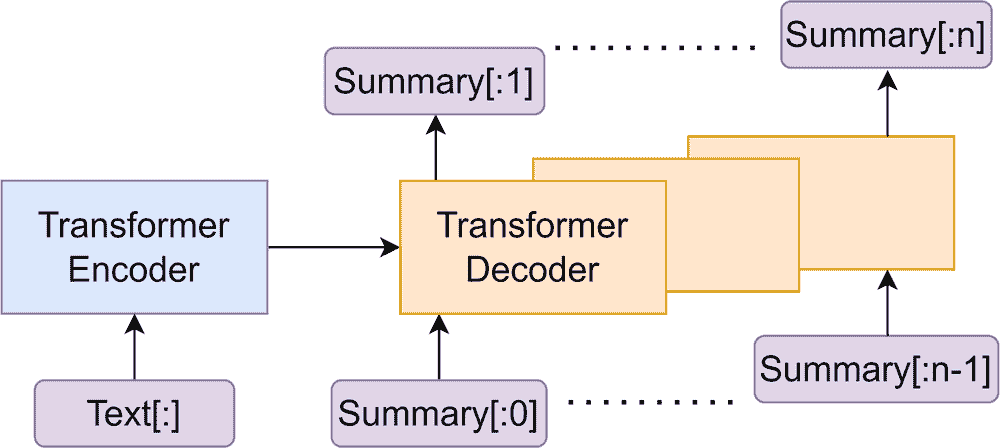 Summary[:n]
Summary[:1]
Transformer
Encoder
Transformer
Decoder
Summary[:n-1]
Text[:]
Summary[:0]